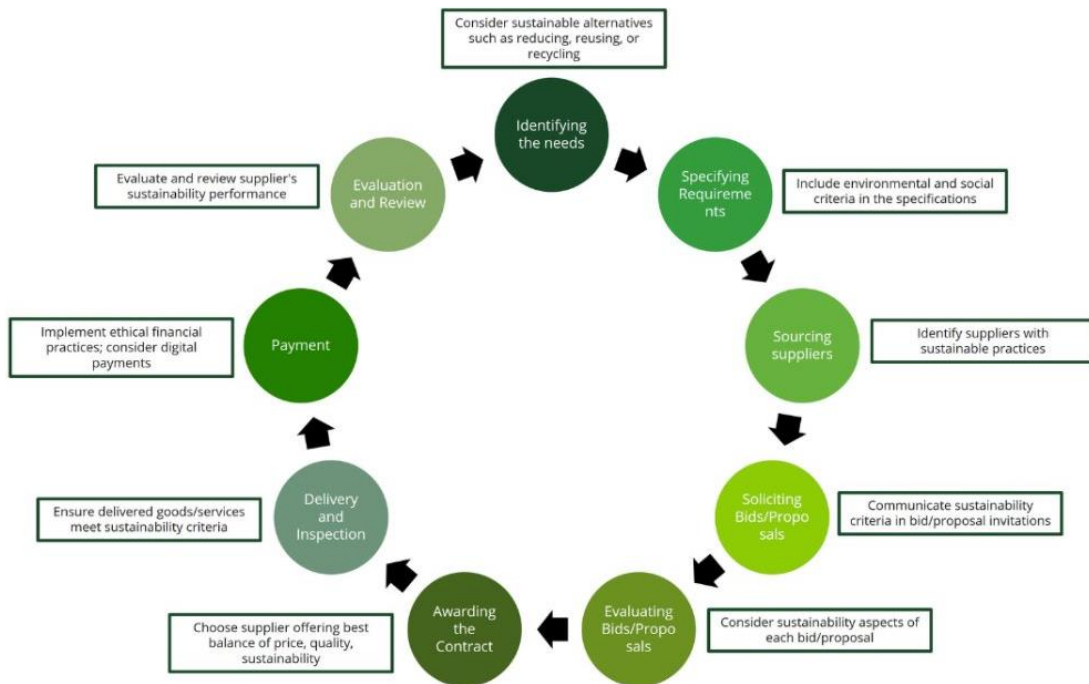 Consider sustainable alternatives
such as reducing, reusing, or
recycling
Identifying
the needs
Specifying
Requireme
nts
Include environmental and social
criteria in the specifications
Sourcing
suppliers
Identify suppliers with
sustainable practices
Soliciting
Bids/Propo
sals
Communicate sustainability
criteria in bid/proposal invitations
Evaluating
Bids/Propo
sals
Consider sustainability aspects of
each bid/proposal
Awarding
the
Contract
Choose supplier offering best
balance of price, quality,
sustainability
Delivery
and
Inspection
Ensure delivered goods/services
meet sustainability criteria
Payment
Implement ethical financial
practices; consider digital
payments
Evaluation
and Review
Evaluate and review supplier's
sustainability performance